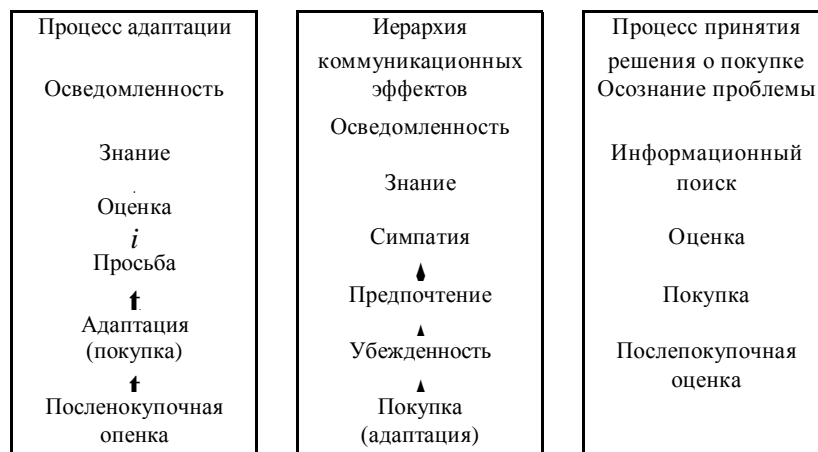 Процесс адаптации
Осведомленность
Знание
Оценка
i
Просьба
t
Адаптация
(покупка)
t
Посленокупочная
опенка
Иерархия
коммуникационных
эффектов
Осведомленность
Знание
Симпатия
Предпочтение
Убежденность
Покупка
(адаптация)
Процесс принятия
решения о покупке
Осознание проблемы
Информационный
поиск
Оценка
Покупка
Послепокупочная
оценка